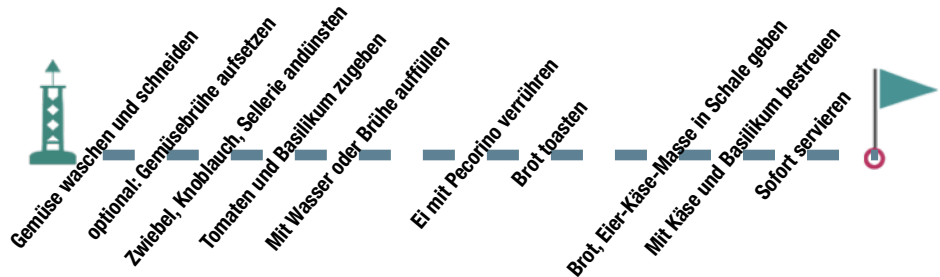 Gemüse waschen und schneiden
optional: Gemüsebrühe aufsetzen
Zwiebel, Knoblauch, Sellerie andünsten
Tomaten und Basilikum zugeben
Mit Wasser oder Brühe auffüllen
Ei mit Pecorino verrühren
Brot toasten
Brot, Eier-Käse-Masse in Schale geben
Mit Käse und Basilikum bestreuen
Sofort servieren